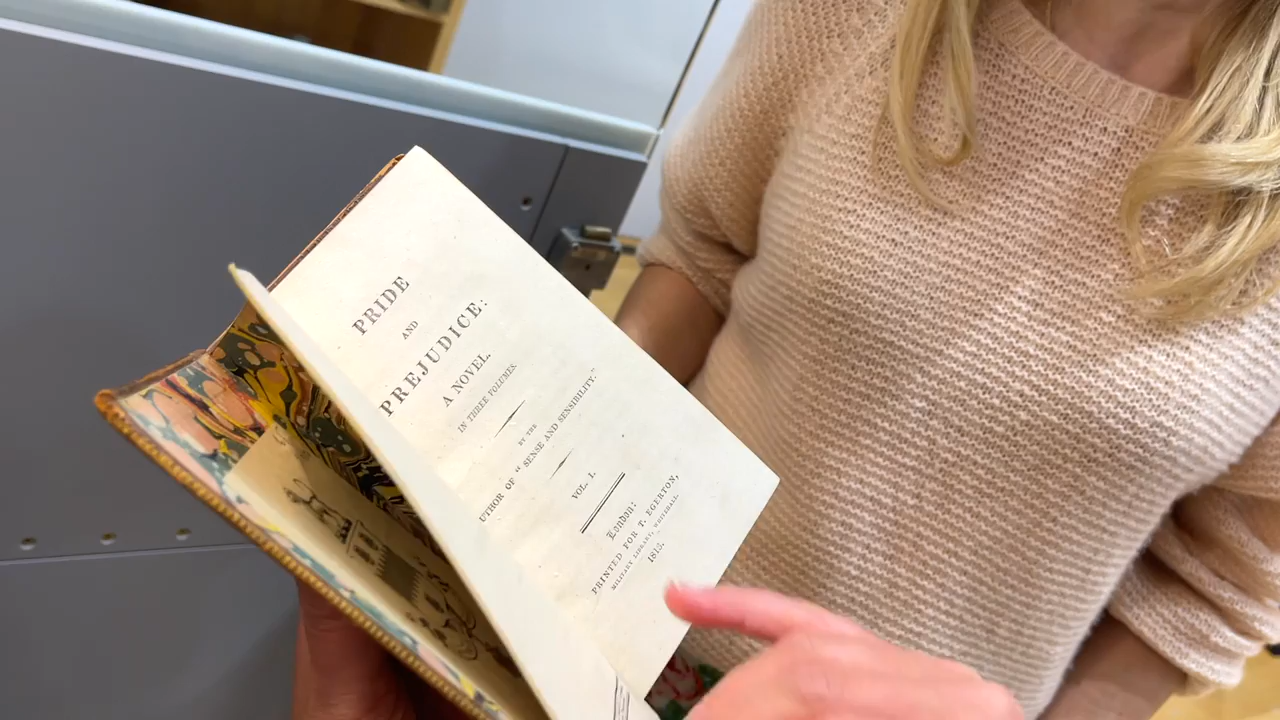 PRIDE
AND
PREJUDICE:
A NOVEL.
IN THREE VOLUMES.
BY THE
UTHOR OF “ SENSE AND SENSIBILITY.”
VOL. I.
London:
PRINTED FOR T. EGERTON,
MILITARY LIBRARY, WHITEHALL.
1813.